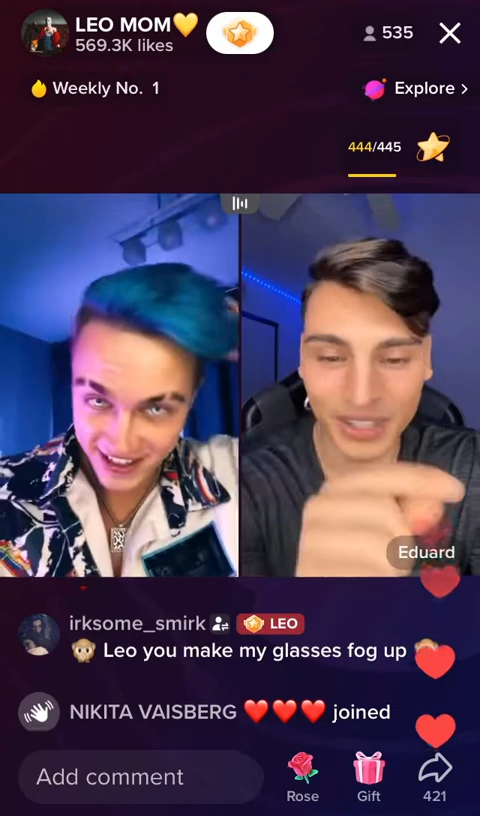 LEO MOM💛
569.3K likes
535
Weekly No. 1
Explore >
444/445
Eduard
irksome_smirk LEO
🙊 Leo you make my glasses fog up 🙊
NIKITA VAISBERG ❤️❤️❤️ joined
Add comment
Rose
Gift
421